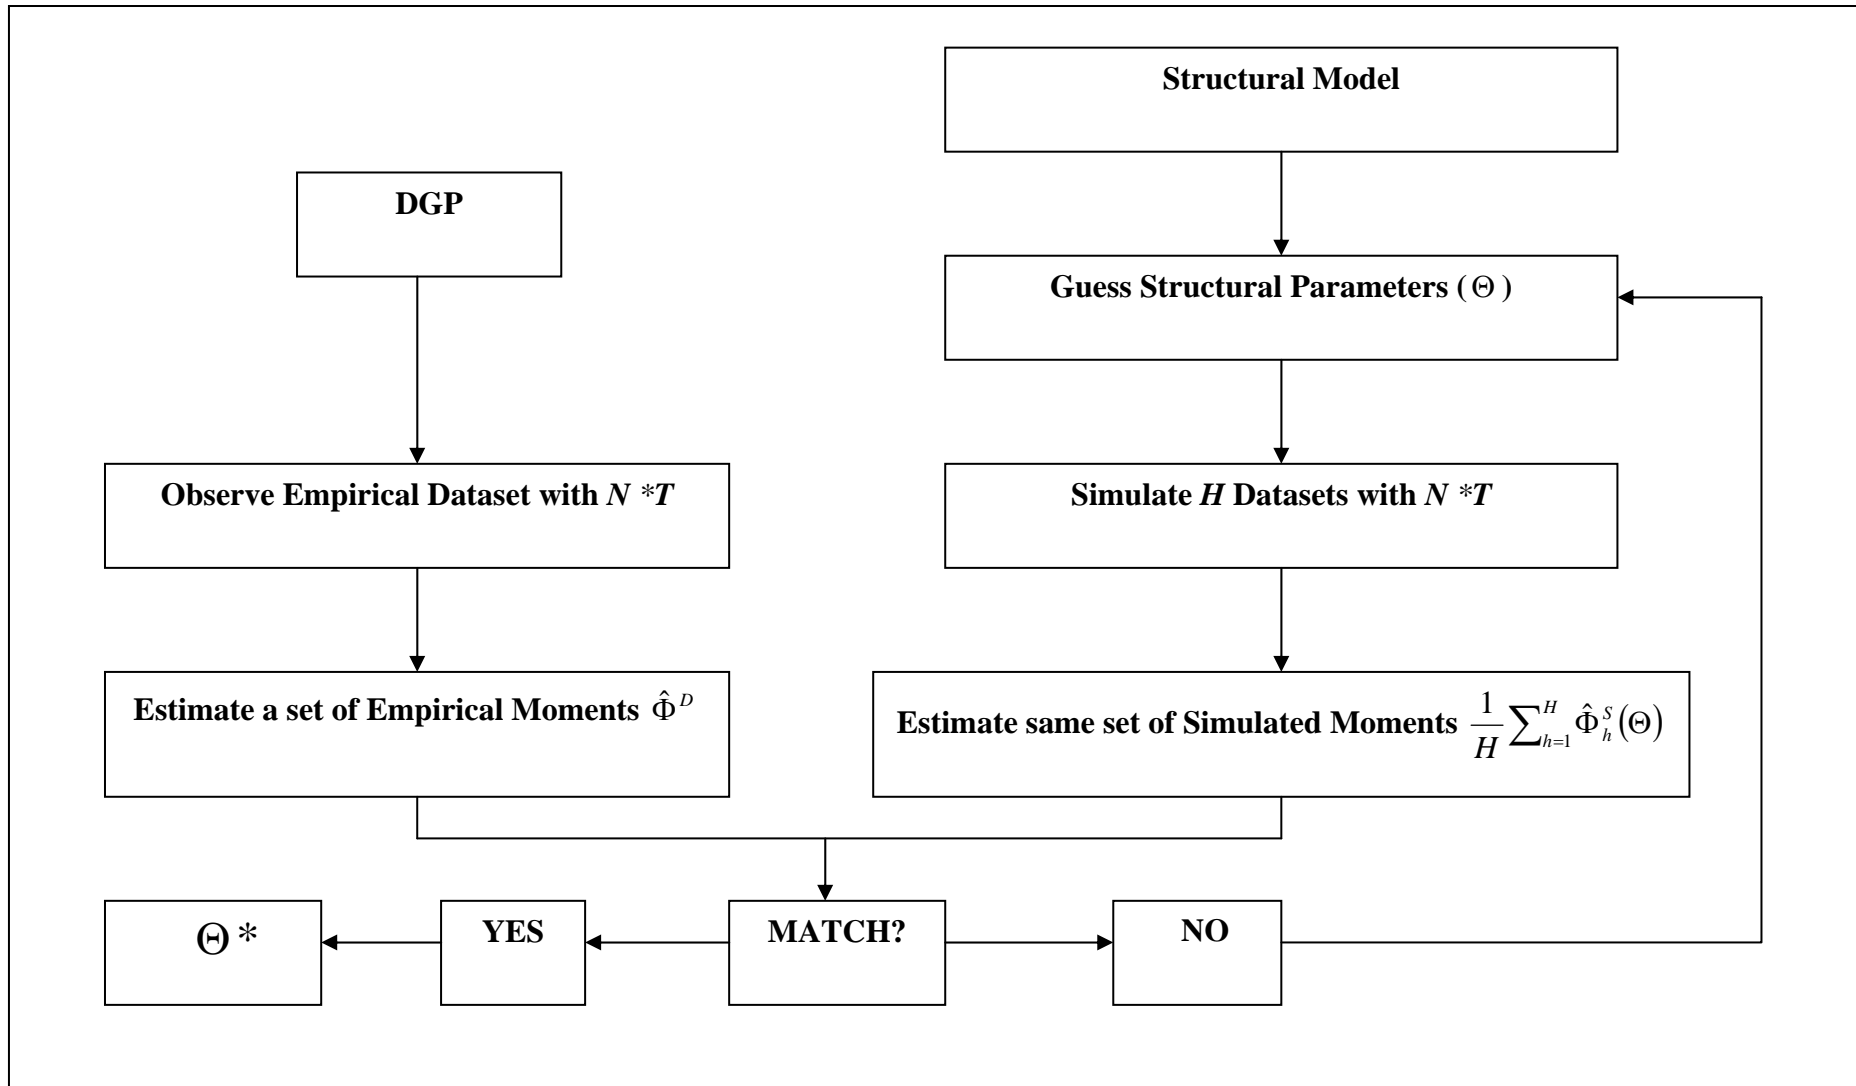 Structural Model
DGP
Guess Structural Parameters ( Θ )
Observe Empirical Dataset with N *T
Simulate H Datasets with N *T
Estimate a set of Empirical Moments Φ̂^D
Estimate same set of Simulated Moments 1/H ∑_{h=1}^{H} Φ̂_h^S(Θ)
Θ*
YES
MATCH?
NO